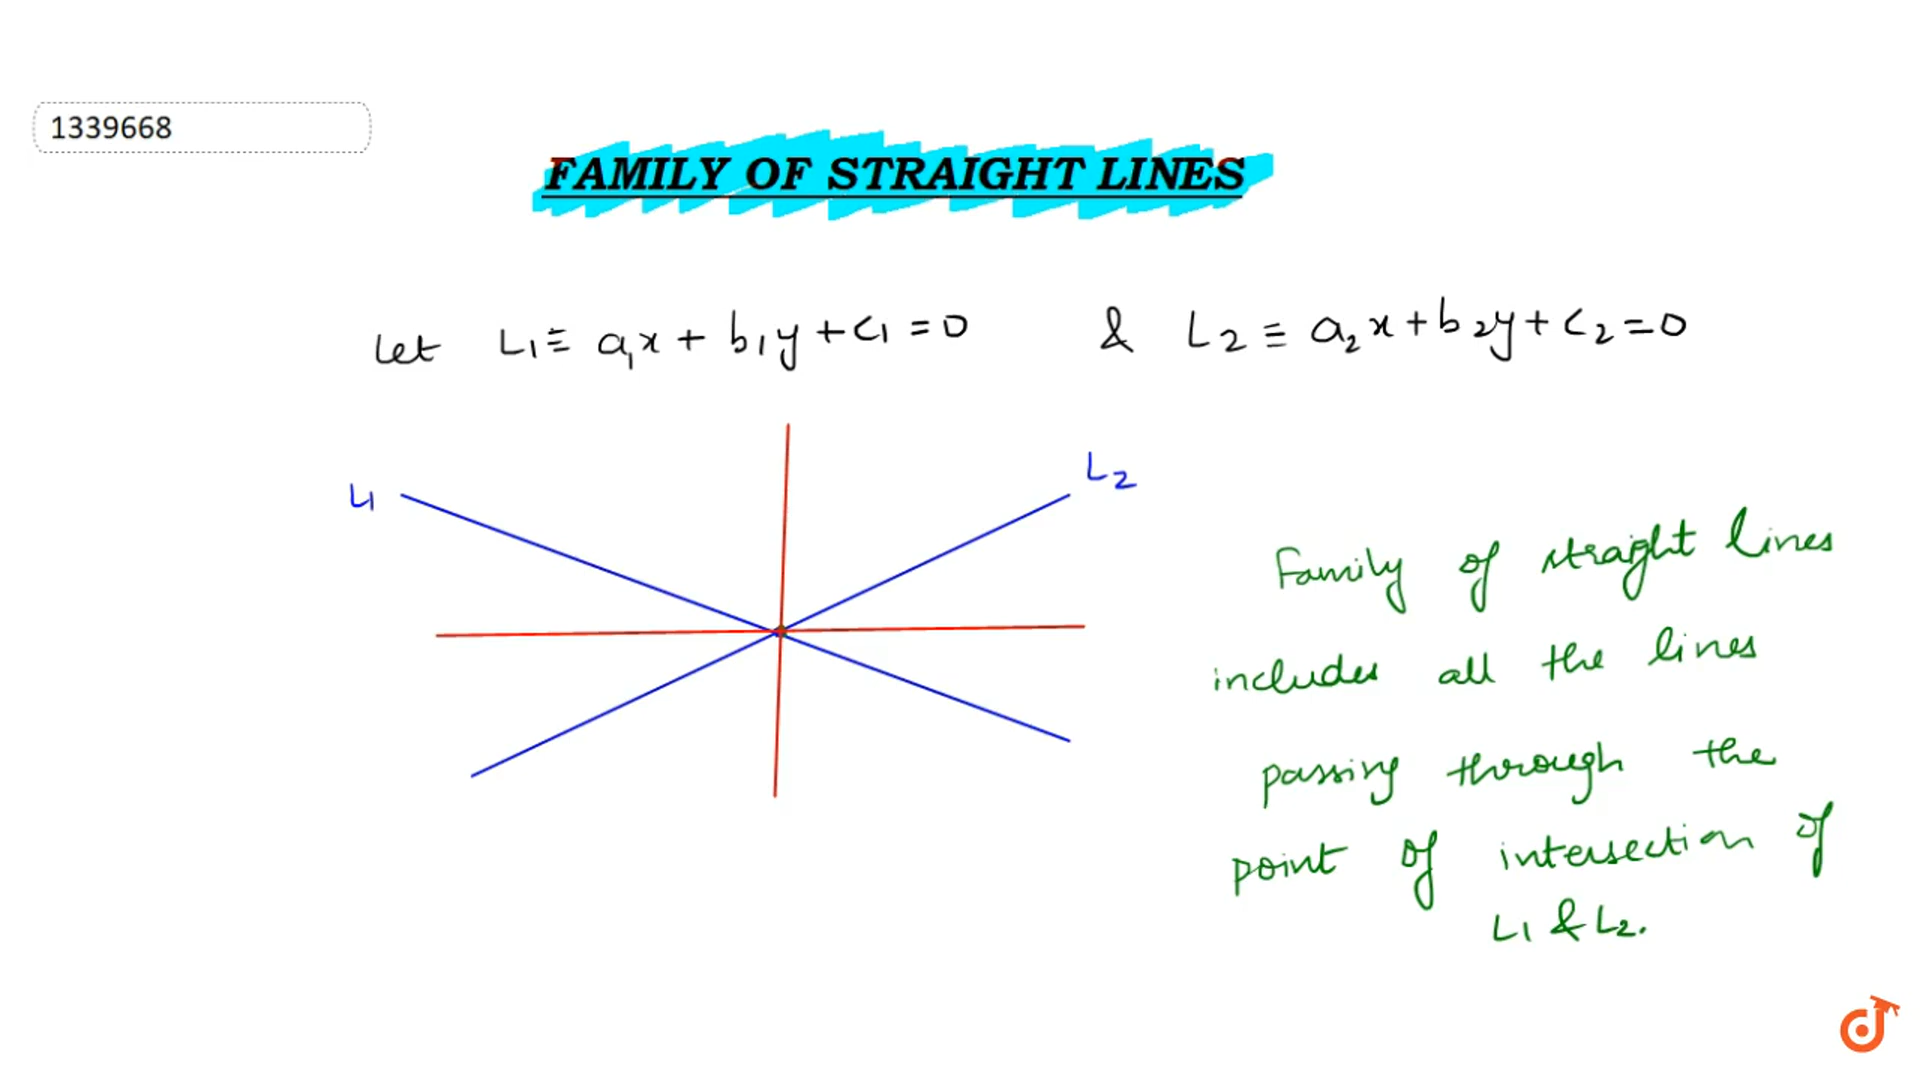 1339668
FAMILY OF STRAIGHT LINES
Let L1 ≡ a1x + b1y + c1 = 0 & L2 ≡ a2x + b2y + c2 = 0
L1
L2
Family of straight lines
includes all the lines
passing through the
point of intersection of
L1 & L2.